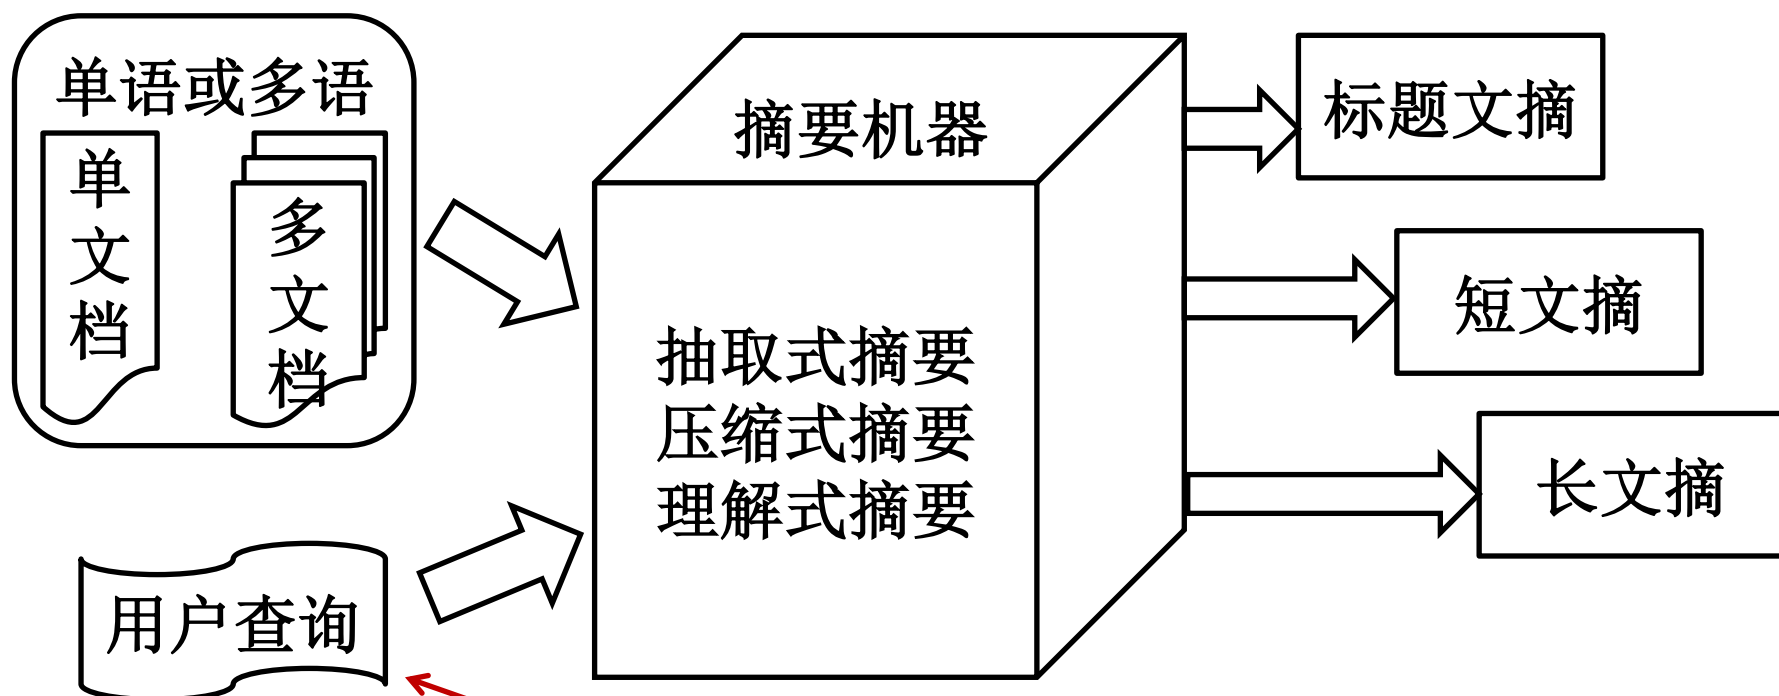 单语或多语
单文档
多文档
用户查询
摘要机器
抽取式摘要
压缩式摘要
理解式摘要
标题文摘
短文摘
长文摘